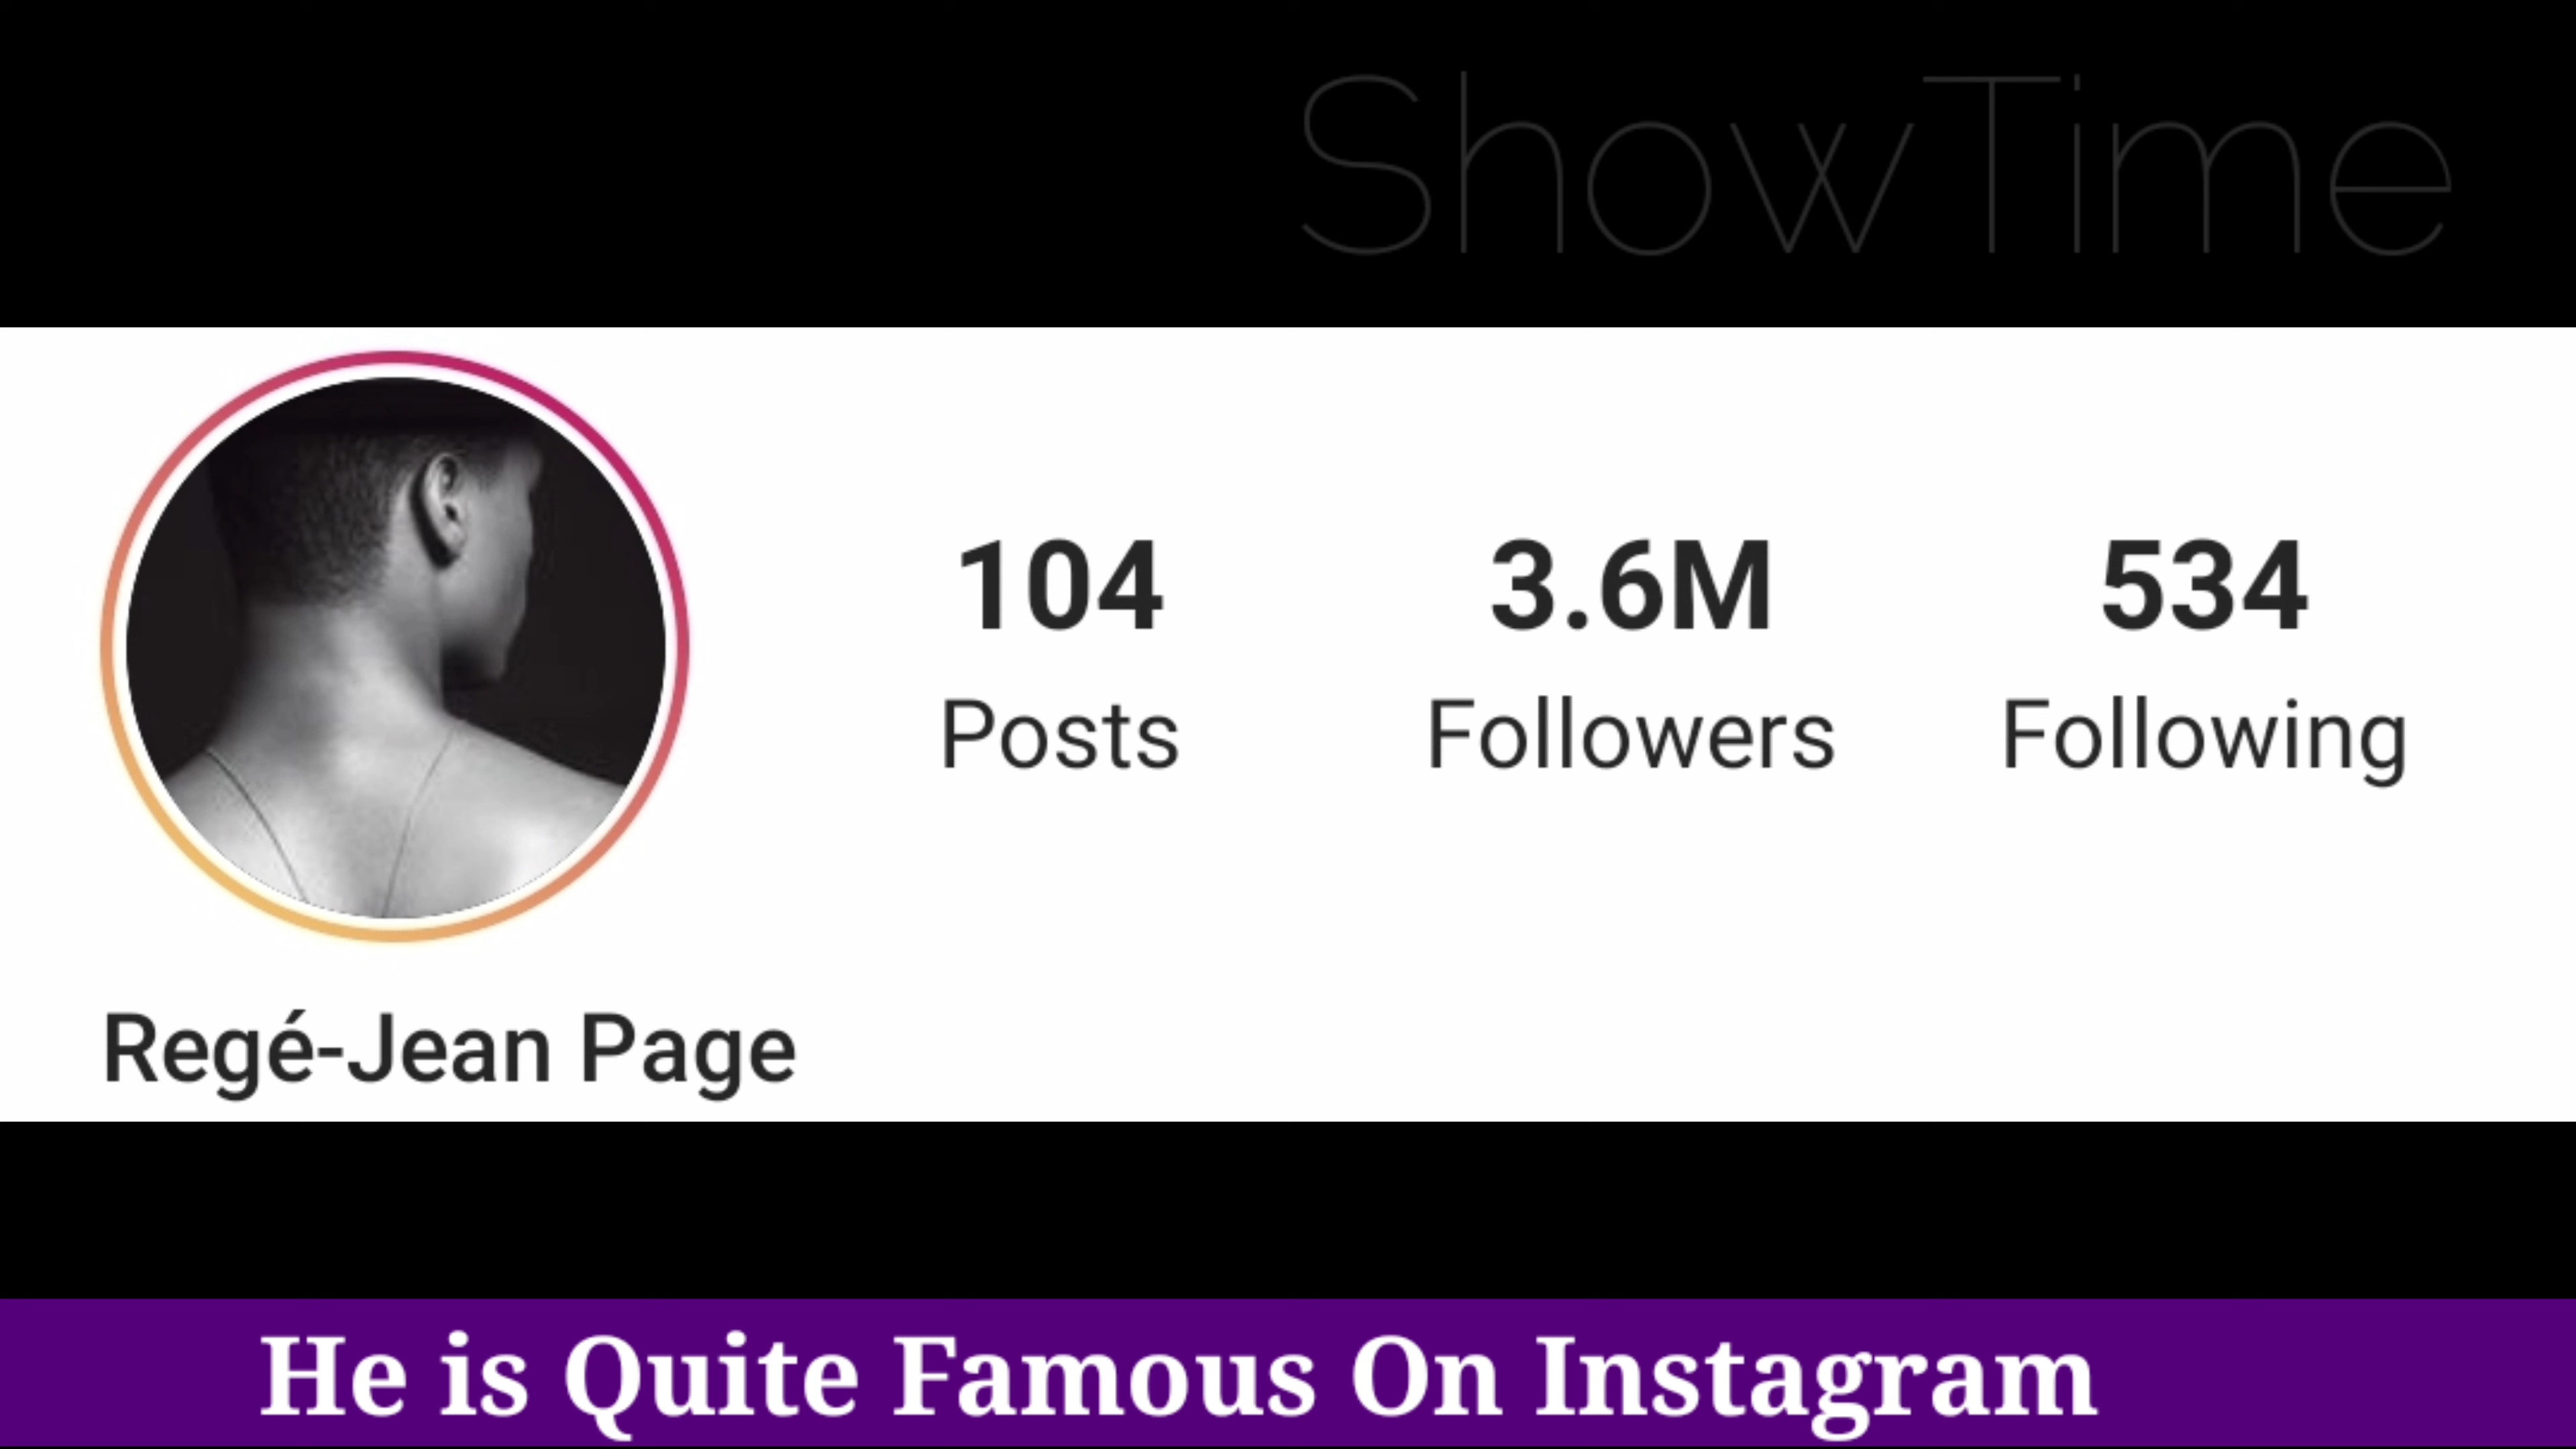 ShowTime
104 3.6M 534
Posts Followers Following
Regé-Jean Page
He is Quite Famous On Instagram